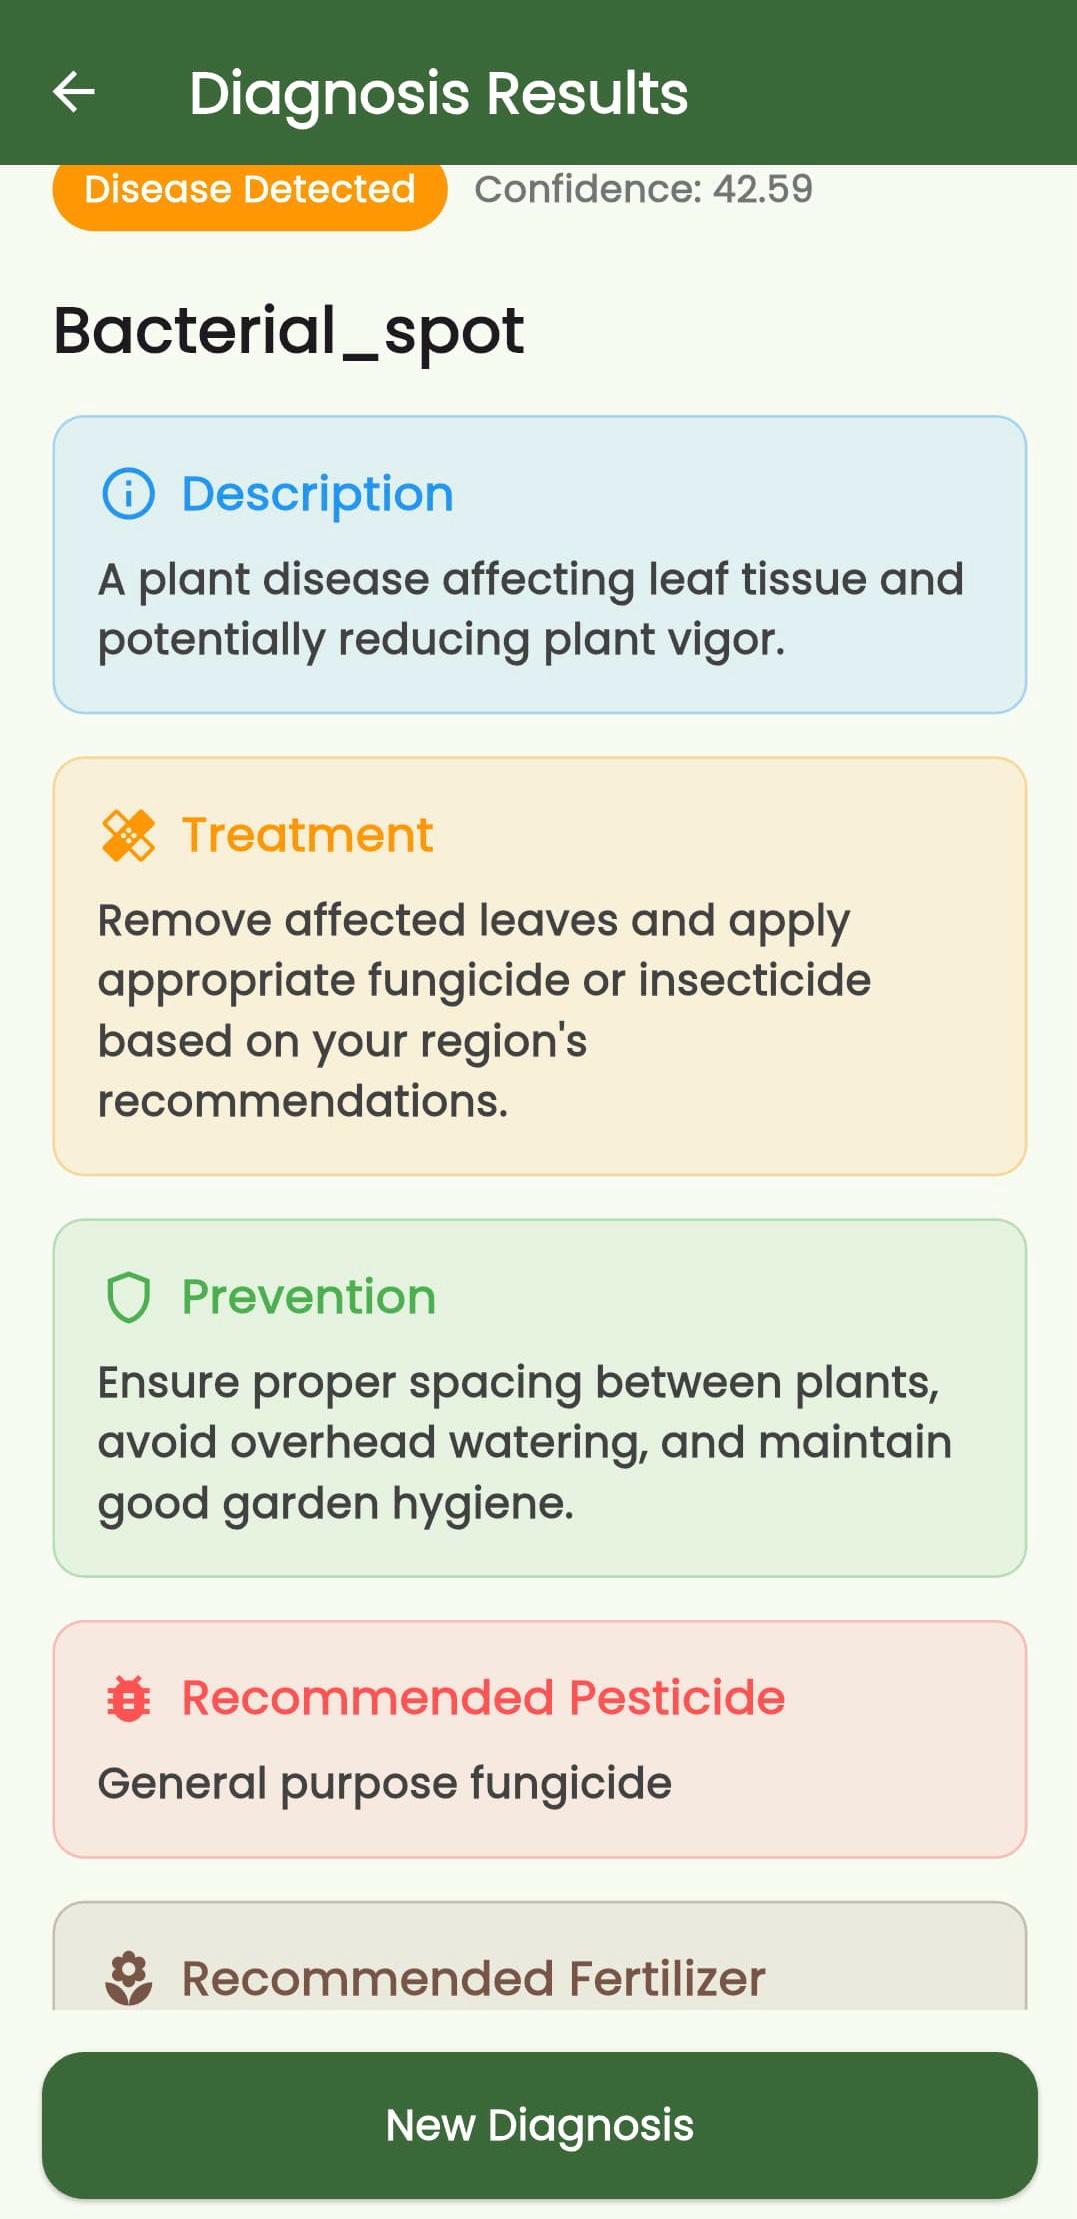 Diagnosis Results
Disease Detected Confidence: 42.59
Bacterial_spot
Description
A plant disease affecting leaf tissue and
potentially reducing plant vigor.
Treatment
Remove affected leaves and apply
appropriate fungicide or insecticide
based on your region's
recommendations.
Prevention
Ensure proper spacing between plants,
avoid overhead watering, and maintain
good garden hygiene.
Recommended Pesticide
General purpose fungicide
Recommended Fertilizer
New Diagnosis